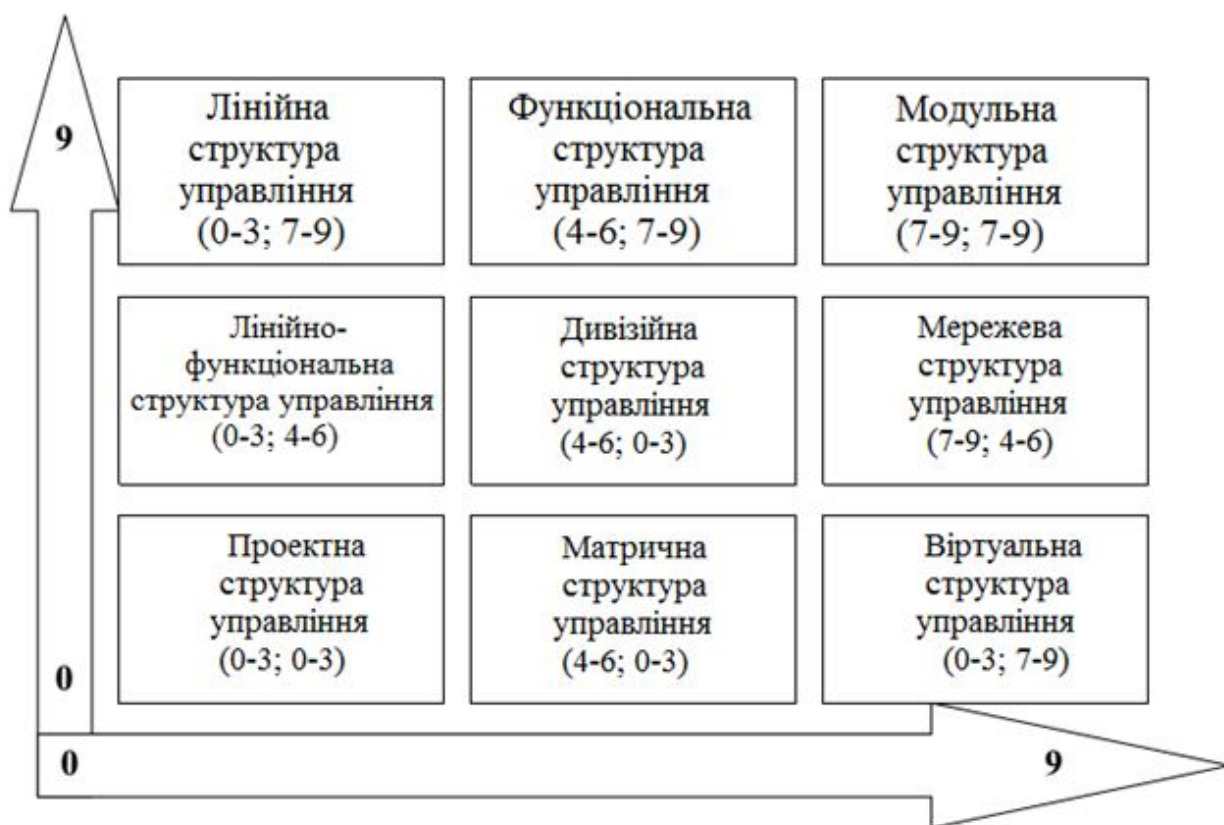 9
Лінійна
структура
управління
(0-3; 7-9)
Функціональна
структура
управління
(4-6; 7-9)
Модульна
структура
управління
(7-9; 7-9)
Лінійно-
функціональна
структура управління
(0-3; 4-6)
Дивізійна
структура
управління
(4-6; 0-3)
Мережева
структура
управління
(7-9; 4-6)
0
Проектна
структура
управління
(0-3; 0-3)
Матрична
структура
управління
(4-6; 0-3)
Віртуальна
структура
управління
(0-3; 7-9)
0
9